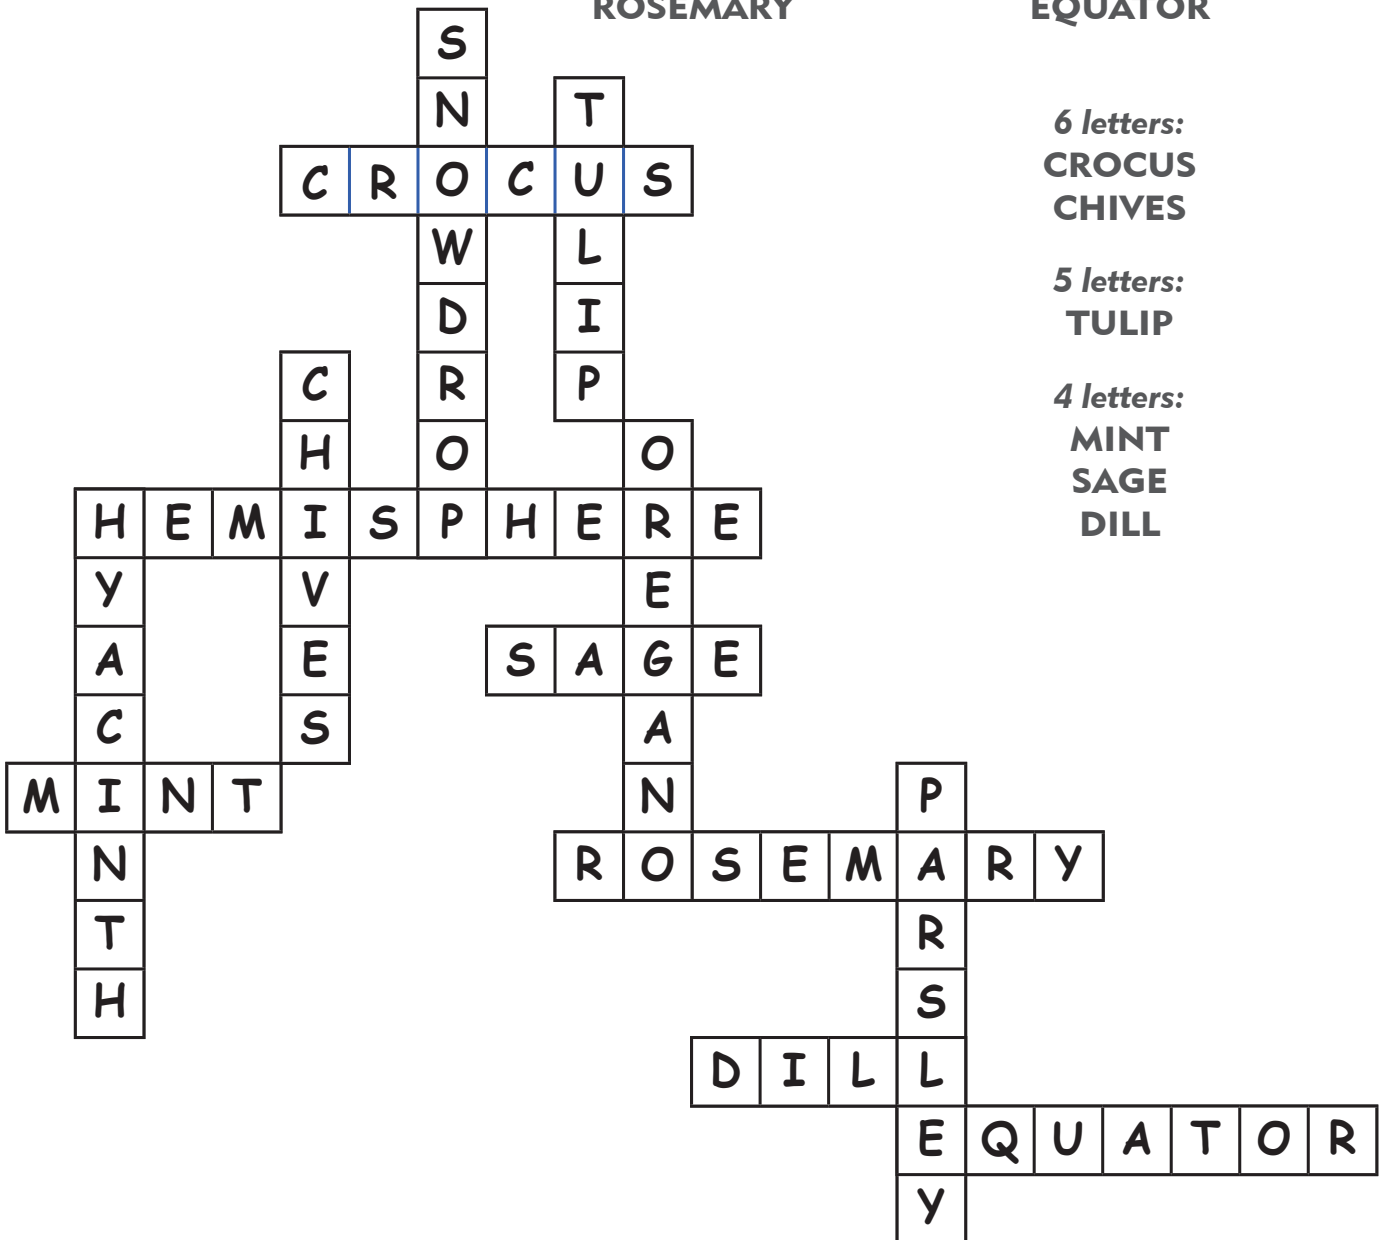 ROSEMARY
EQUATOR
6 letters:
CROCUS
CHIVES
5 letters:
TULIP
4 letters:
MINT
SAGE
DILL
S
N T
C R O C U S
W L
D I
C R P
H O O
H E M I S P H E R E
Y V E
A E S A G E
C S A
M I N T N P
N R O S E M A R Y
T R
H S
D I L L
E Q U A T O R
Y